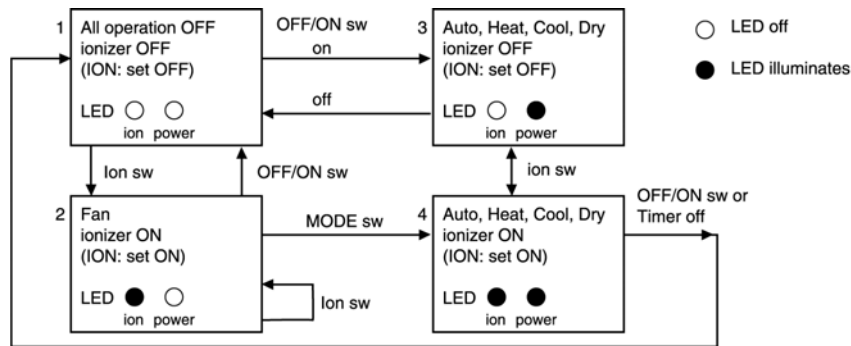 1
All operation OFF
ionizer OFF
(ION: set OFF)
LED
ion power
OFF/ON sw
on
off
3
Auto, Heat, Cool, Dry
ionizer OFF
(ION: set OFF)
LED
ion power
LED off
LED illuminates
Ion sw
OFF/ON sw
ion sw
2
Fan
ionizer ON
(ION: set ON)
LED
ion power
MODE sw
Ion sw
4
Auto, Heat, Cool, Dry
ionizer ON
(ION: set ON)
LED
ion power
OFF/ON sw or
Timer off